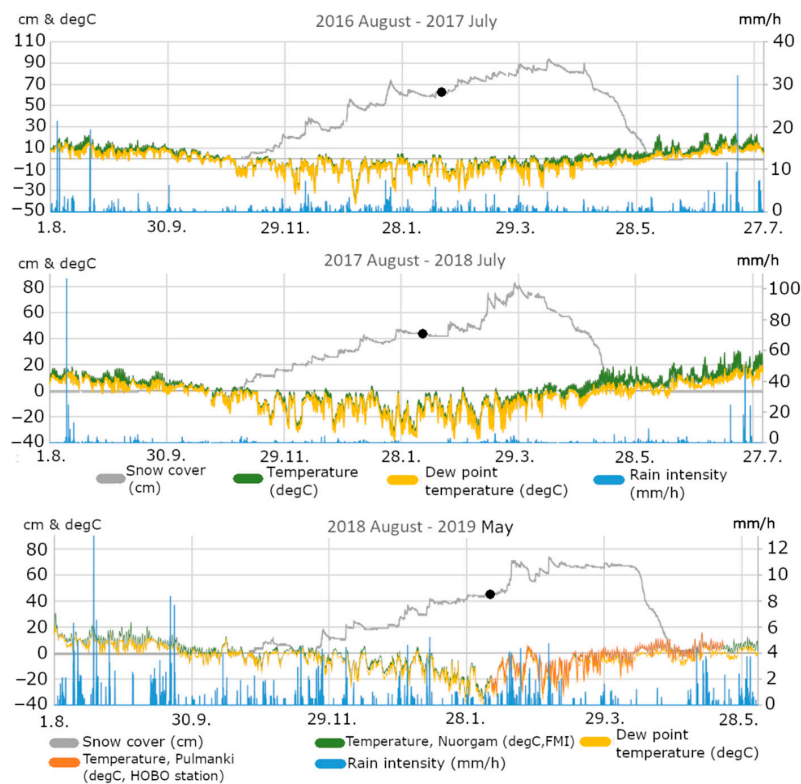 cm & degC 2016 August - 2017 July mm/h
110 40
90
70 30
50
30 20
10
−10 10
−30
−50 0
1.8. 30.9. 29.11. 28.1. 29.3. 28.5. 27.7.
cm & degC 2017 August - 2018 July mm/h
80 100
60 80
40
20 60
0 40
−20 20
−40 0
1.8. 30.9. 29.11. 28.1. 29.3. 28.5. 27.7.
Snow cover (cm) Temperature (degC) Dew point temperature (degC) Rain intensity (mm/h)
cm & degC 2018 August - 2019 May mm/h
80 12
60 10
40 8
20 6
0 4
−20 2
−40 0
1.8. 30.9. 29.11. 28.1. 29.3. 28.5.
Snow cover (cm) Temperature, Nuorgam (degC,FMI) Dew point temperature (degC)
Temperature, Pulmanki (degC, HOBO station) Rain intensity (mm/h)